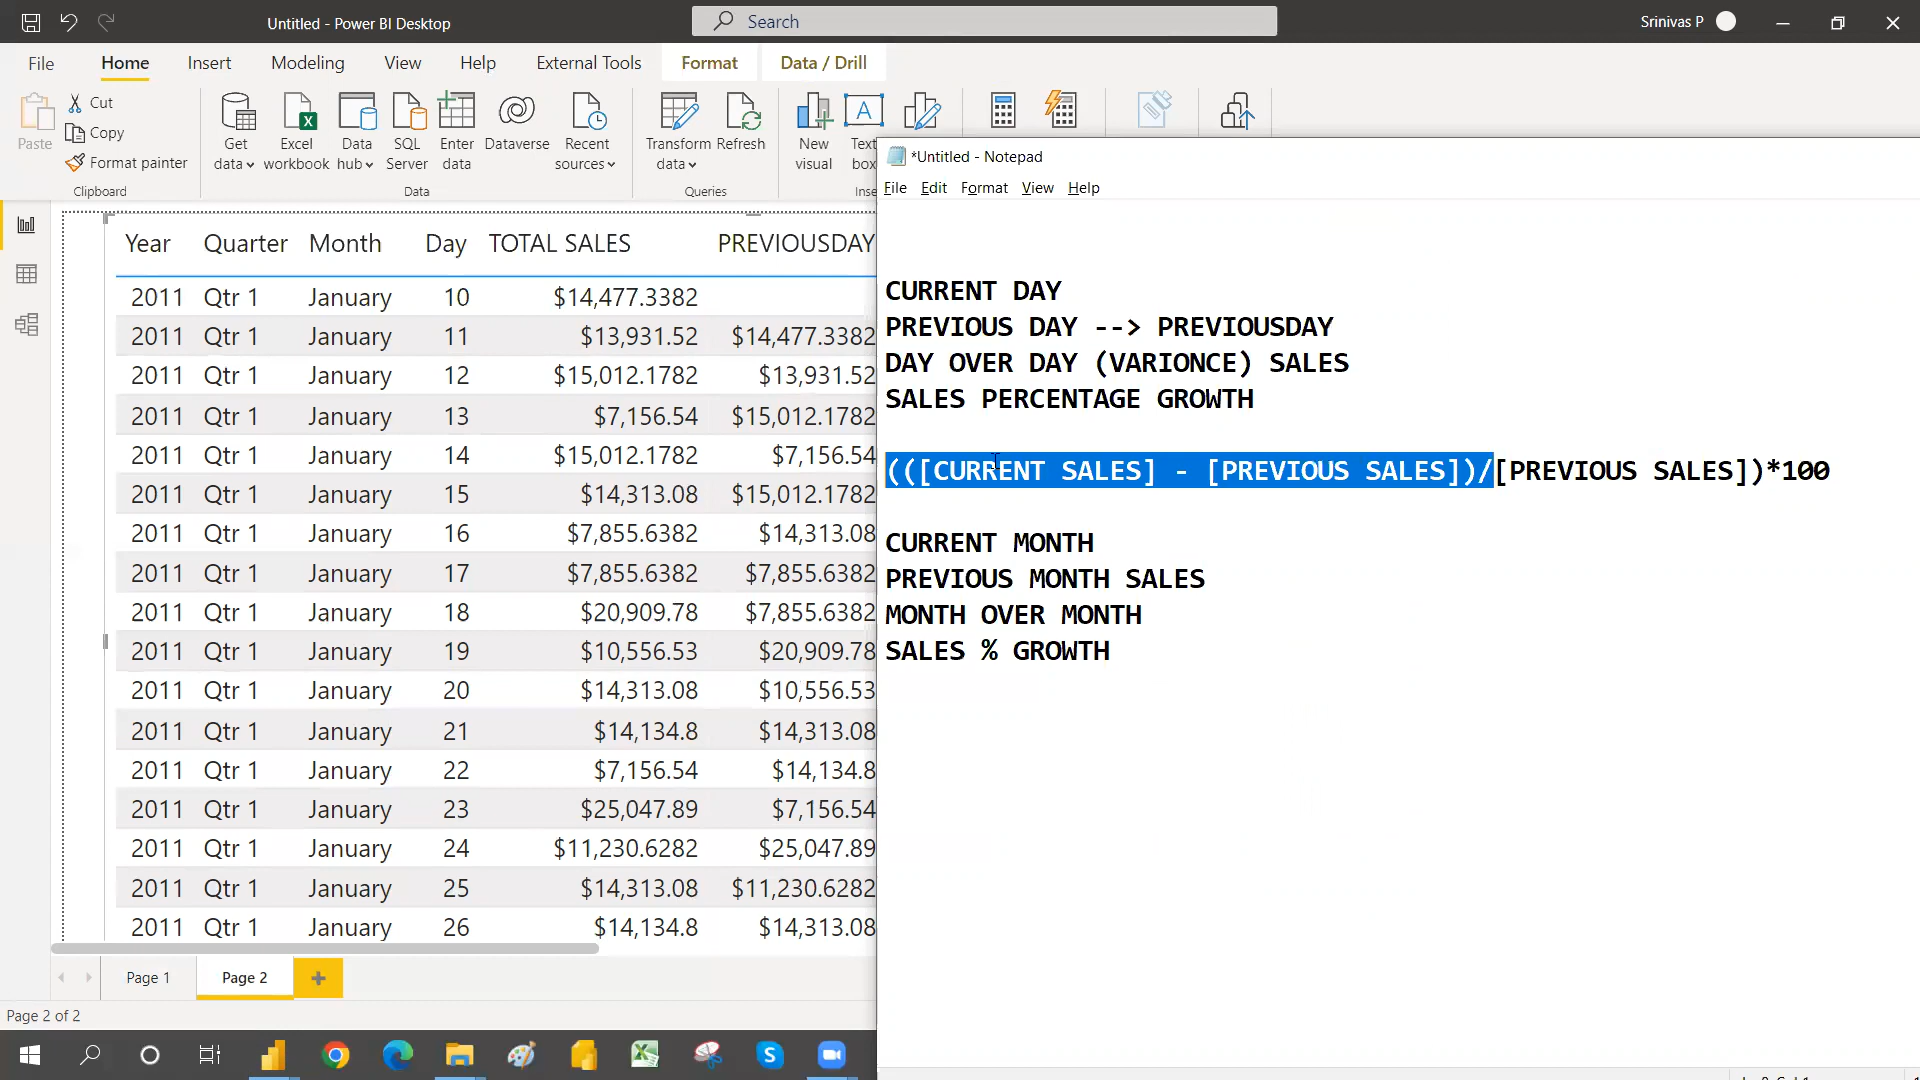 Untitled - Power BI Desktop
Search
Srinivas P
File Home Insert Modeling View Help External Tools Format Data / Drill
Paste
Cut
Copy
Format painter
Clipboard
Get data
Excel workbook
Data hub
SQL Server
Enter data
Dataverse
Recent sources
Data
Transform data
Refresh
Queries
New visual
Text box
Inse
*Untitled - Notepad
File Edit Format View Help
Year Quarter Month Day TOTAL SALES PREVIOUSDAY
2011 Qtr 1 January 10 $14,477.3382
2011 Qtr 1 January 11 $13,931.52 $14,477.3382
2011 Qtr 1 January 12 $15,012.1782 $13,931.52
2011 Qtr 1 January 13 $7,156.54 $15,012.1782
2011 Qtr 1 January 14 $15,012.1782 $7,156.54
2011 Qtr 1 January 15 $14,313.08 $15,012.1782
2011 Qtr 1 January 16 $7,855.6382 $14,313.08
2011 Qtr 1 January 17 $7,855.6382 $7,855.6382
2011 Qtr 1 January 18 $20,909.78 $7,855.6382
2011 Qtr 1 January 19 $10,556.53 $20,909.78
2011 Qtr 1 January 20 $14,313.08 $10,556.53
2011 Qtr 1 January 21 $14,134.8 $14,313.08
2011 Qtr 1 January 22 $7,156.54 $14,134.8
2011 Qtr 1 January 23 $25,047.89 $7,156.54
2011 Qtr 1 January 24 $11,230.6282 $25,047.89
2011 Qtr 1 January 25 $14,313.08 $11,230.6282
2011 Qtr 1 January 26 $14,134.8 $14,313.08
CURRENT DAY
PREVIOUS DAY --> PREVIOUSDAY
DAY OVER DAY (VARIONCE) SALES
SALES PERCENTAGE GROWTH
(([CURRENT SALES] - [PREVIOUS SALES])/[PREVIOUS SALES])*100
CURRENT MONTH
PREVIOUS MONTH SALES
MONTH OVER MONTH
SALES % GROWTH
Page 1 Page 2 +
Page 2 of 2